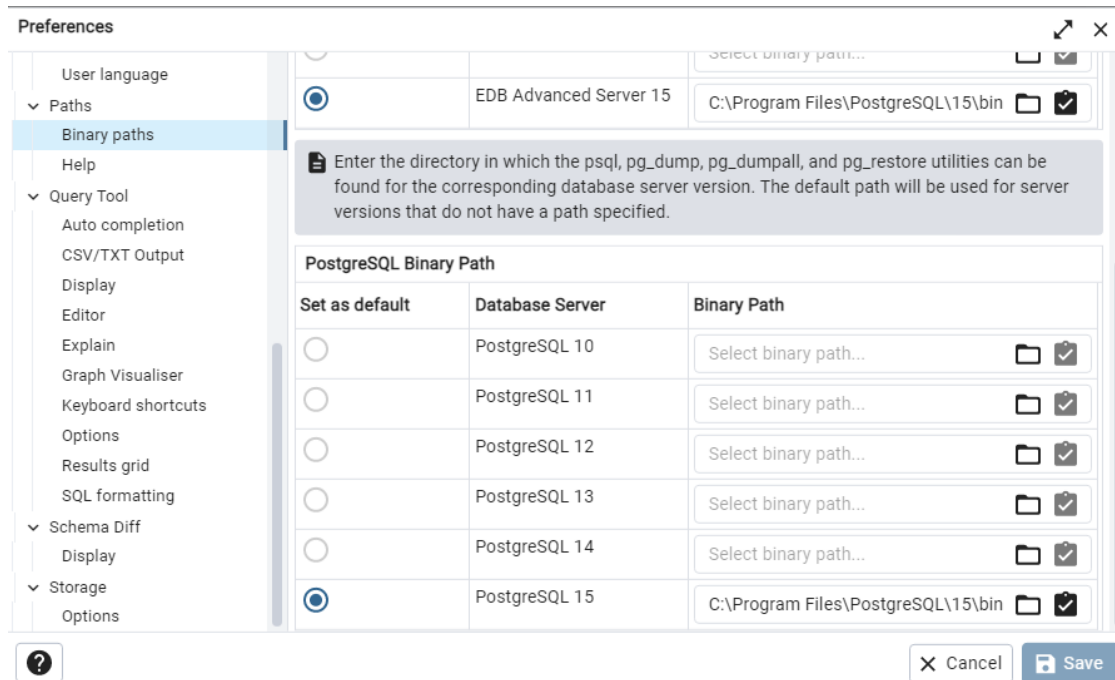 Preferences
User language
Paths
Binary paths
Help
Query Tool
Auto completion
CSV/TXT Output
Display
Editor
Explain
Graph Visualiser
Keyboard shortcuts
Options
Results grid
SQL formatting
Schema Diff
Display
Storage
Options
Select binary path...
EDB Advanced Server 15 C:\Program Files\PostgreSQL\15\bin
Enter the directory in which the psql, pg_dump, pg_dumpall, and pg_restore utilities can be
found for the corresponding database server version. The default path will be used for server
versions that do not have a path specified.
PostgreSQL Binary Path
Set as default Database Server Binary Path
PostgreSQL 10 Select binary path...
PostgreSQL 11 Select binary path...
PostgreSQL 12 Select binary path...
PostgreSQL 13 Select binary path...
PostgreSQL 14 Select binary path...
PostgreSQL 15 C:\Program Files\PostgreSQL\15\bin
Cancel Save